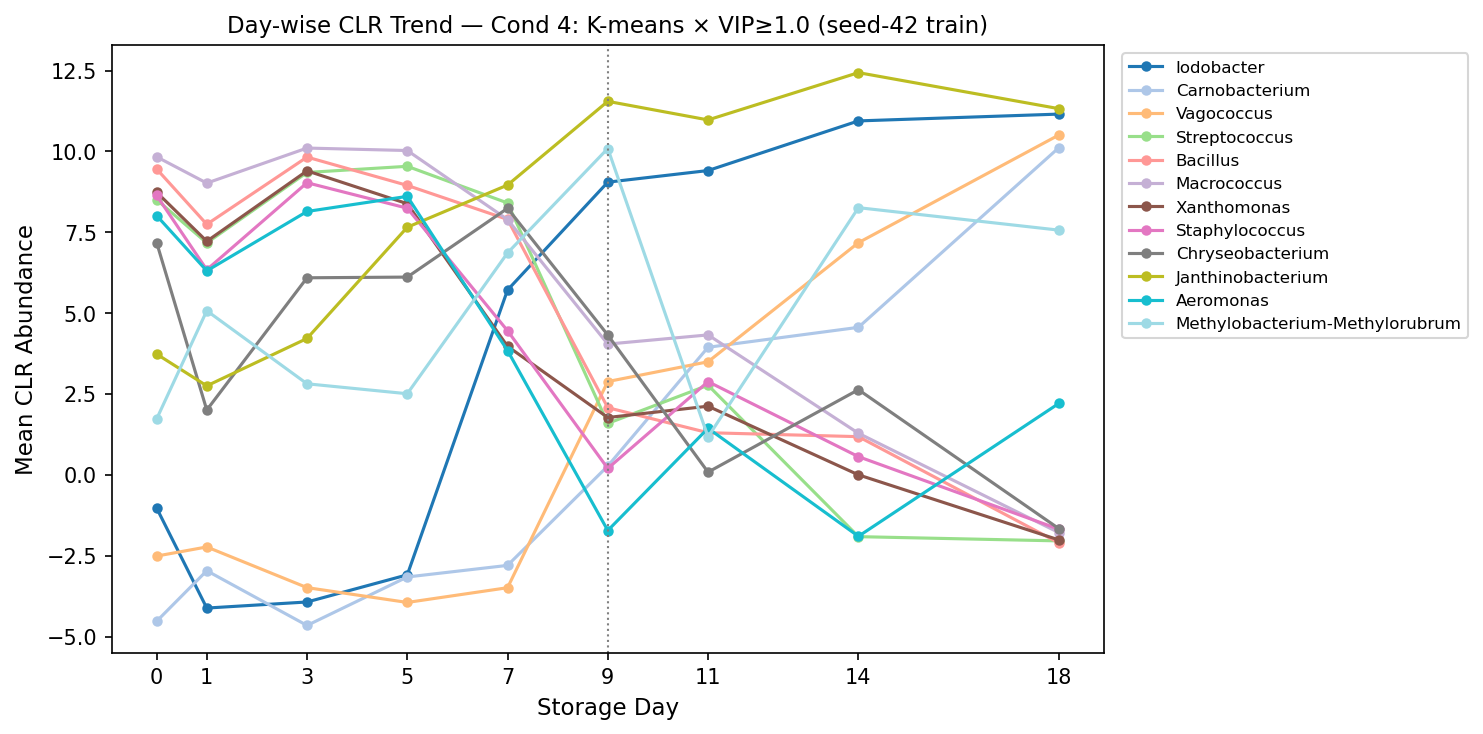 Day-wise CLR Trend — Cond 4: K-means × VIP≥1.0 (seed-42 train)
Mean CLR Abundance
12.5
10.0
7.5
5.0
2.5
0.0
−2.5
−5.0
0 1 3 5 7 9 11 14 18
Storage Day
Iodobacter
Carnobacterium
Vagococcus
Streptococcus
Bacillus
Macrococcus
Xanthomonas
Staphylococcus
Chryseobacterium
Janthinobacterium
Aeromonas
Methylobacterium-Methylorubrum